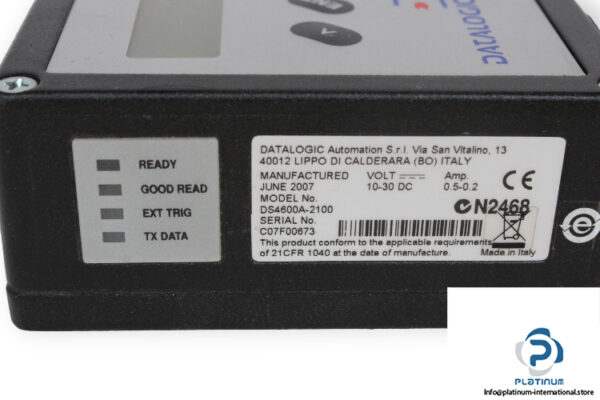 DATALOGIC
READY
GOOD READ
EXT TRIG
TX DATA
DATALOGIC Automation S.r.l. Via San Vitalino, 13
40012 LIPPO DI CALDERARA (BO) ITALY
MANUFACTURED VOLT Amp.
JUNE 2007 10-30 DC 0.5-0.2
CE
MODEL No.
DS4600A-2100
N2468
SERIAL No.
C07F00673
This product conform to the applicable requirements
of 21CFR 1040 at the date of manufacture.
Made in Italy
PLATINUM
Info@platinum-international.store